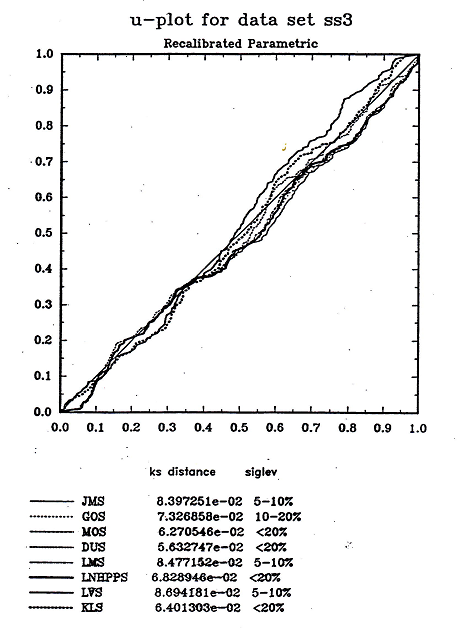 u-plot for data set ss3
Recalibrated Parametric
1.0
0.9
0.8
0.7
0.6
0.5
0.4
0.3
0.2
0.1
0.0
0.0 0.1 0.2 0.3 0.4 0.5 0.6 0.7 0.8 0.9 1.0
ks distance siglev
JMS 8.397251e-02 5-10%
GOS 7.326858e-02 10-20%
MOS 6.270546e-02 <20%
DUS 5.632747e-02 <20%
LMS 8.477152e-02 5-10%
LNHPPS 6.828946e-02 <20%
LVS 8.694181e-02 5-10%
KLS 6.401303e-02 <20%